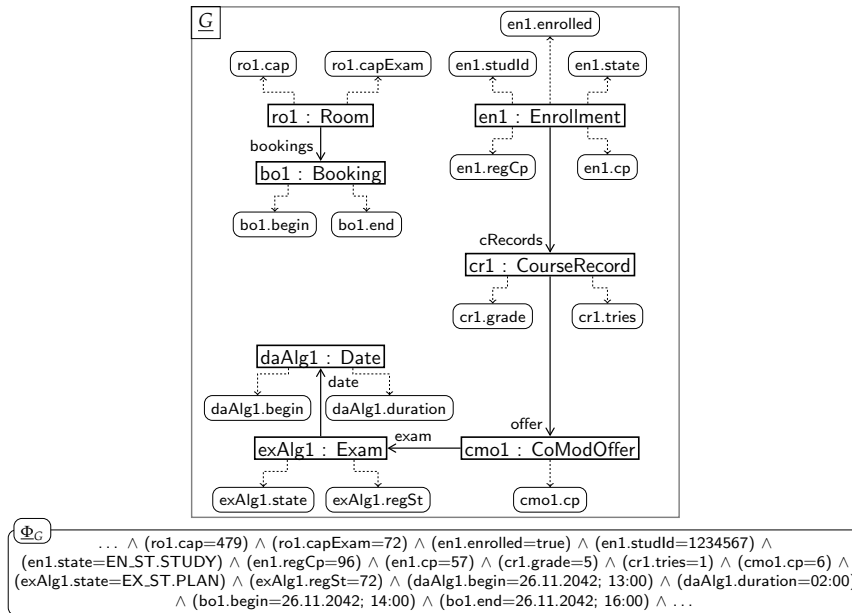 G
en1.enrolled
ro1.cap
ro1.capExam
en1.studId
en1.state
ro1 : Room
en1 : Enrollment
bookings
en1.regCp
en1.cp
bo1 : Booking
bo1.begin
bo1.end
cRecords
cr1 : CourseRecord
cr1.grade
cr1.tries
daAlg1 : Date
date
daAlg1.begin
daAlg1.duration
offer
exam
exAlg1 : Exam
cmo1 : CoModOffer
exAlg1.state
exAlg1.regSt
cmo1.cp
Φ_G
... ∧ (ro1.cap=479) ∧ (ro1.capExam=72) ∧ (en1.enrolled=true) ∧ (en1.studId=1234567) ∧
(en1.state=EN_ST.STUDY) ∧ (en1.regCp=96) ∧ (en1.cp=57) ∧ (cr1.grade=5) ∧ (cr1.tries=1) ∧ (cmo1.cp=6) ∧
(exAlg1.state=EX_ST.PLAN) ∧ (exAlg1.regSt=72) ∧ (daAlg1.begin=26.11.2042; 13:00) ∧ (daAlg1.duration=02:00)
∧ (bo1.begin=26.11.2042; 14:00) ∧ (bo1.end=26.11.2042; 16:00) ∧ ...